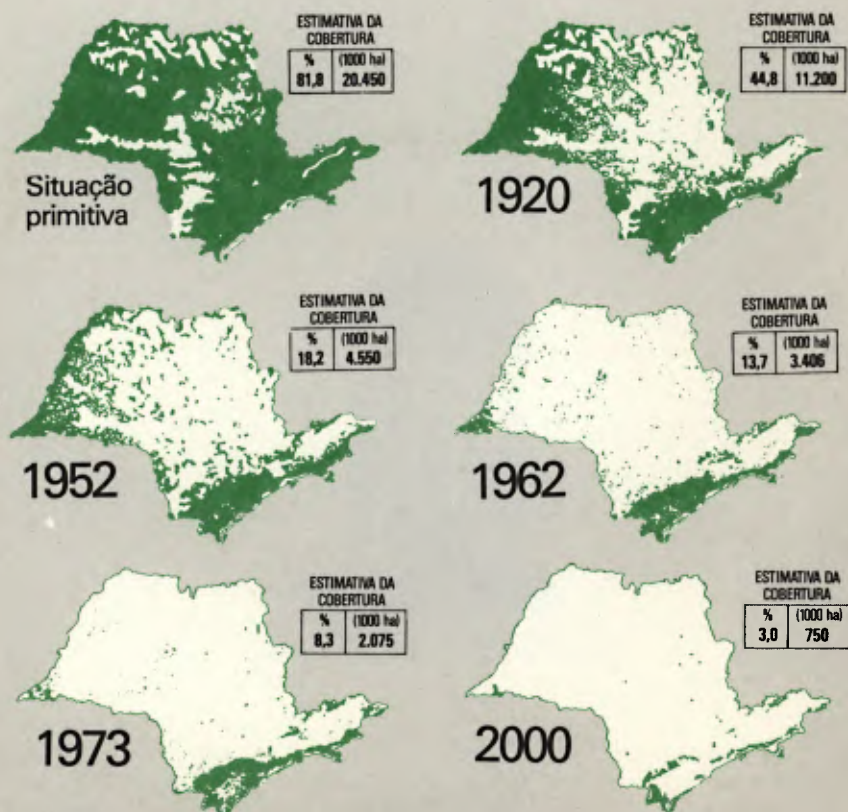 ESTIMATIVA DA
COBERTURA
% (1000 ha)
81,8 20.450
Situação
primitiva
ESTIMATIVA DA
COBERTURA
% (1000 ha)
44,8 11.200
1920
ESTIMATIVA DA
COBERTURA
% (1000 ha)
18,2 4.550
1952
ESTIMATIVA DA
COBERTURA
% (1000 ha)
13,7 3.406
1962
ESTIMATIVA DA
COBERTURA
% (1000 ha)
8,3 2.075
1973
ESTIMATIVA DA
COBERTURA
% (1000 ha)
3,0 750
2000